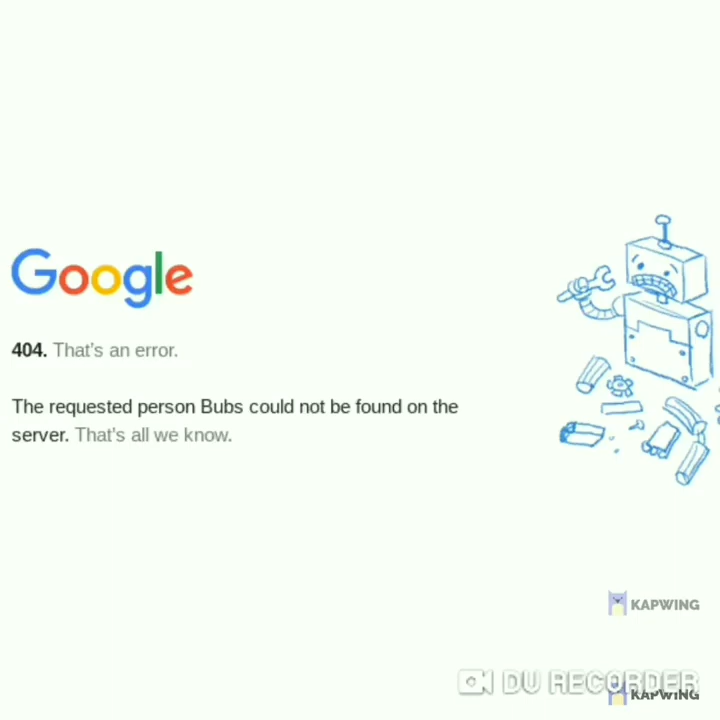 Google
404. That's an error.
The requested person Bubs could not be found on the
server. That's all we know.
KAPWING
DU RECORDER
KAPWING